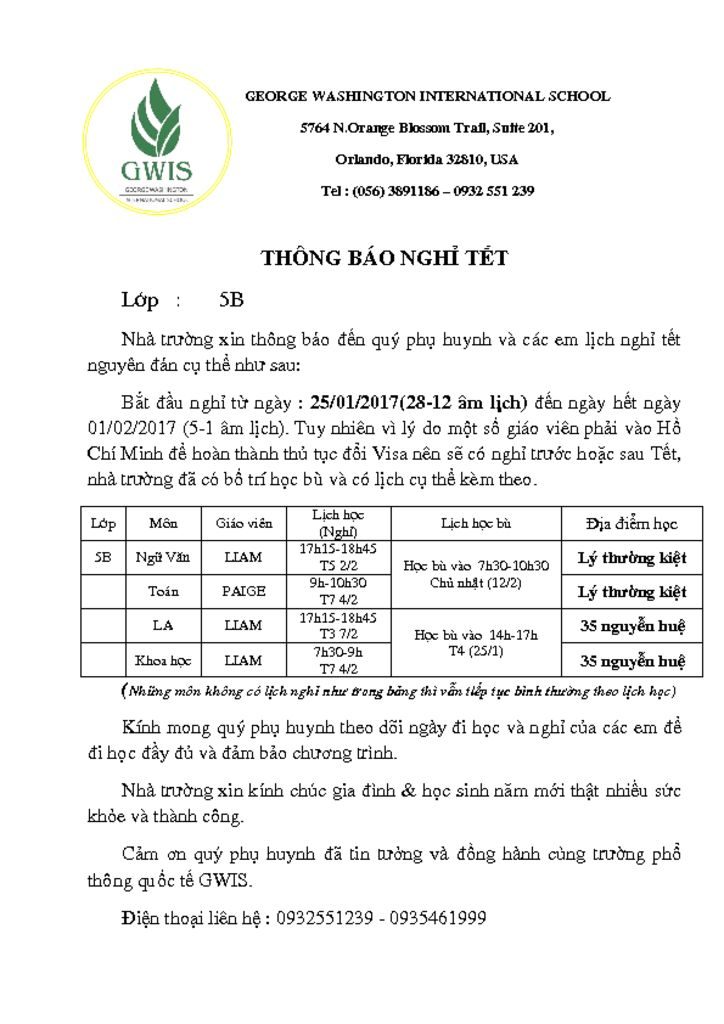 GWIS
GEORGE WASHINGTON
INTERNATIONAL SCHOOL
GEORGE WASHINGTON INTERNATIONAL SCHOOL
5764 N.Orange Blossom Trail, Suite 201,
Orlando, Florida 32810, USA
Tel : (056) 3891186 – 0932 551 239
THÔNG BÁO NGHỈ TẾT
Lớp : 5B
Nhà trường xin thông báo đến quý phụ huynh và các em lịch nghỉ tết
nguyên đán cụ thể như sau:
Bắt đầu nghỉ từ ngày : 25/01/2017(28-12 âm lịch) đến ngày hết ngày
01/02/2017 (5-1 âm lịch). Tuy nhiên vì lý do một số giáo viên phải vào Hồ
Chí Minh để hoàn thành thủ tục đổi Visa nên sẽ có nghỉ trước hoặc sau Tết,
nhà trường đã có bố trí học bù và có lịch cụ thể kèm theo.
Lớp Môn Giáo viên Lịch học (Nghỉ) Lịch học bù Địa điểm học
5B Ngữ Văn LIAM 17h15-18h45 T5 2/2 Học bù vào 7h30-10h30 Chủ nhật (12/2) Lý thường kiệt
Toán PAIGE 9h-10h30 T7 4/2 Lý thường kiệt
LA LIAM 17h15-18h45 T3 7/2 Học bù vào 14h-17h T4 (25/1) 35 nguyễn huệ
Khoa học LIAM 7h30-9h T7 4/2 35 nguyễn huệ
(Những môn không có lịch nghỉ như trong bảng thì vẫn tiếp tục bình thường theo lịch học)
Kính mong quý phụ huynh theo dõi ngày đi học và nghỉ của các em để
đi học đầy đủ và đảm bảo chương trình.
Nhà trường xin kính chúc gia đình & học sinh năm mới thật nhiều sức
khỏe và thành công.
Cảm ơn quý phụ huynh đã tin tưởng và đồng hành cùng trường phổ
thông quốc tế GWIS.
Điện thoại liên hệ : 0932551239 - 0935461999